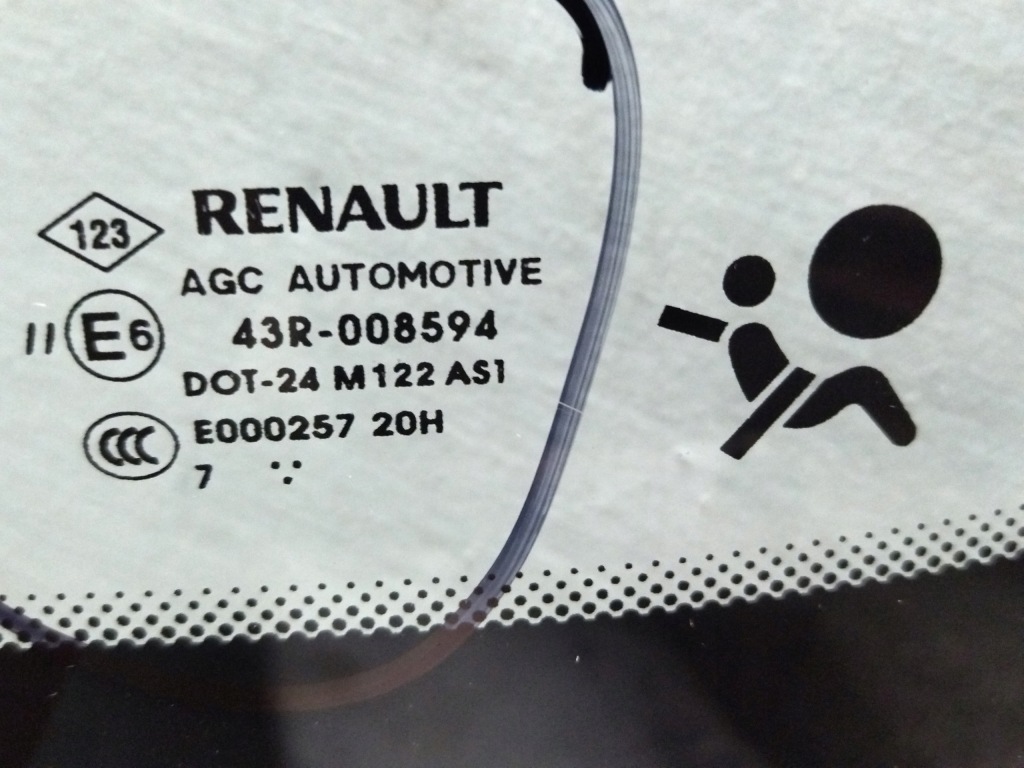 123 RENAULT
AGC AUTOMOTIVE
II E6 43R-008594
DOT-24 M122 AS1
CCC E000257 20H
7